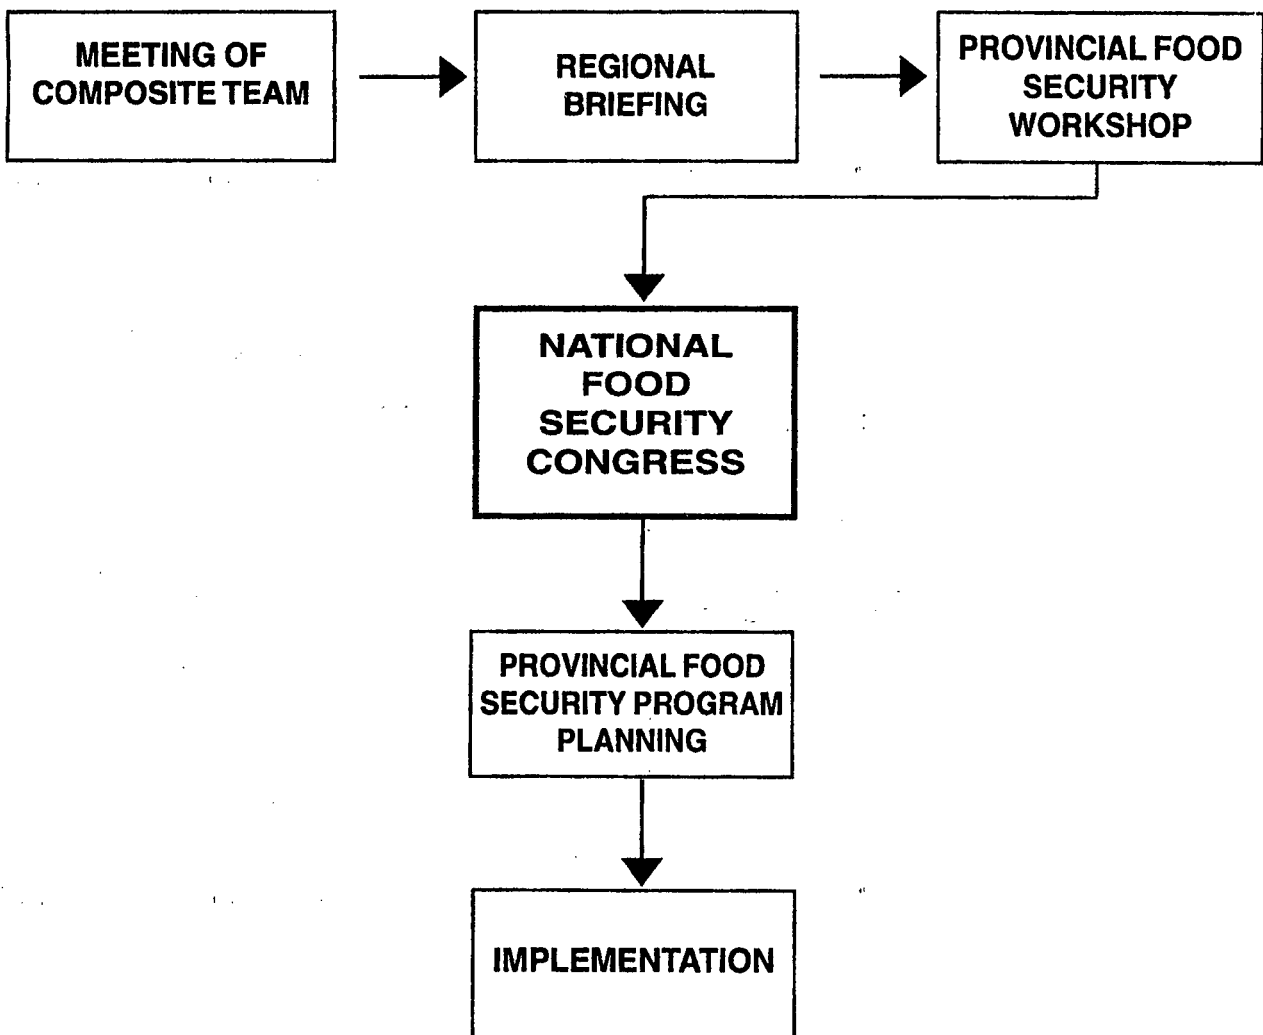 MEETING OF
COMPOSITE TEAM
REGIONAL
BRIEFING
PROVINCIAL FOOD
SECURITY
WORKSHOP
NATIONAL
FOOD
SECURITY
CONGRESS
PROVINCIAL FOOD
SECURITY PROGRAM
PLANNING
IMPLEMENTATION